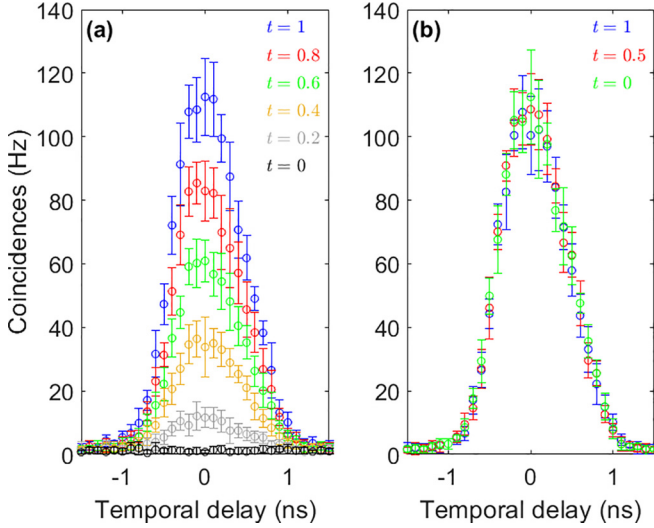 (a)
t = 1
t = 0.8
t = 0.6
t = 0.4
t = 0.2
t = 0
140
120
100
80
60
40
20
0
Coincidences (Hz)
-1 0 1
Temporal delay (ns)
(b)
t = 1
t = 0.5
t = 0
140
120
100
80
60
40
20
0
-1 0 1
Temporal delay (ns)